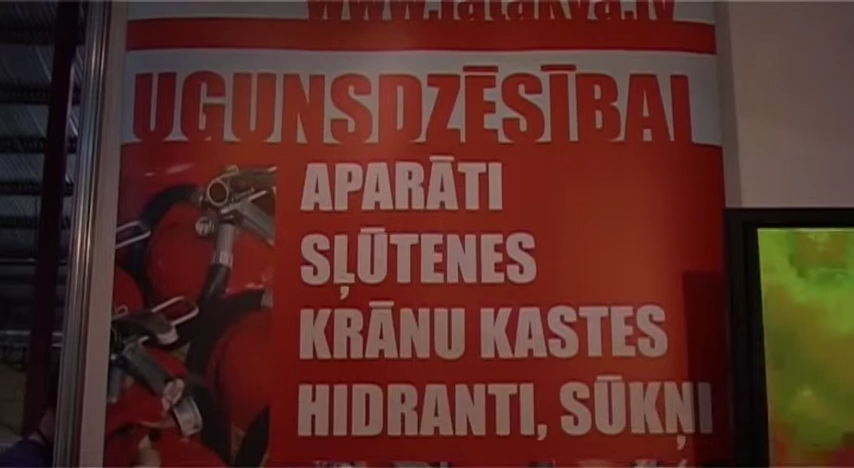 UGUNSDZĒSĪBAI
APARĀTI
SĻŪTENES
KRĀNU KASTES
HIDRANTI, SŪKŅI